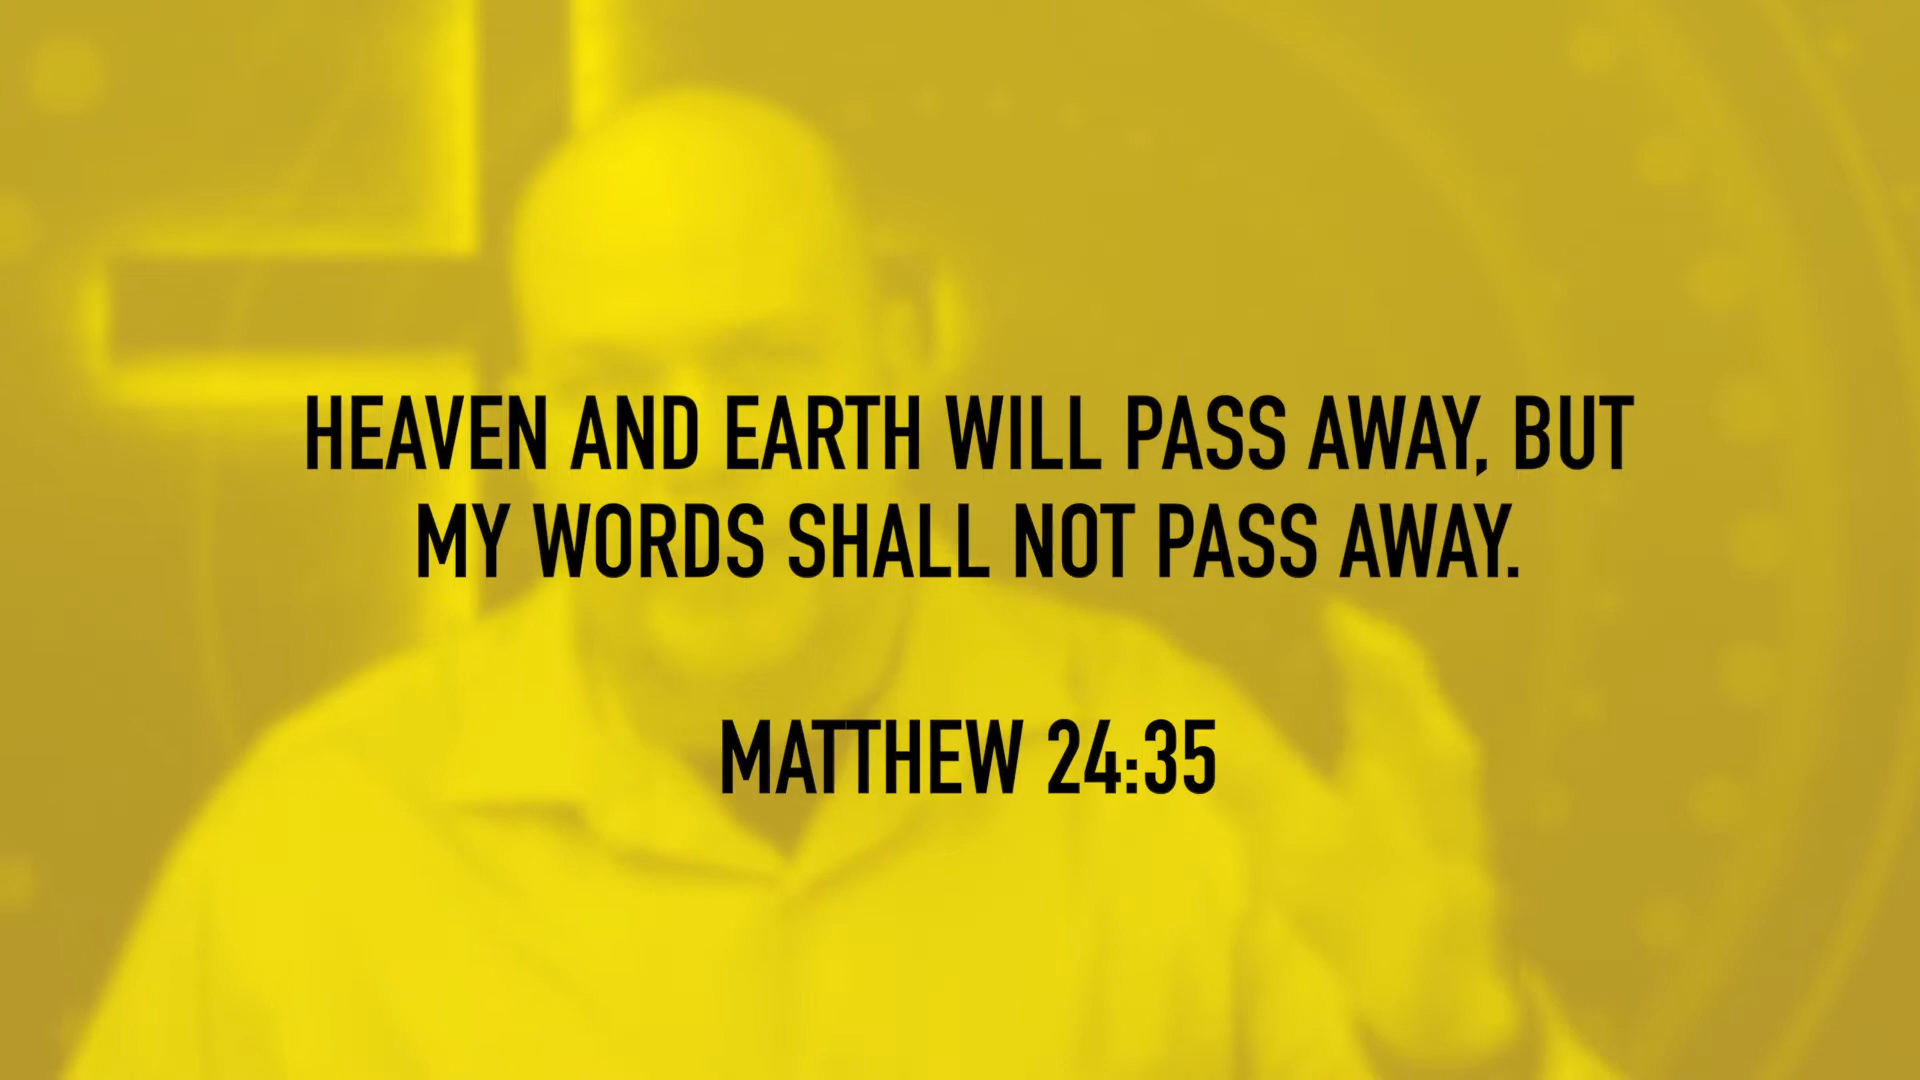 HEAVEN AND EARTH WILL PASS AWAY, BUT
MY WORDS SHALL NOT PASS AWAY.
MATTHEW 24:35